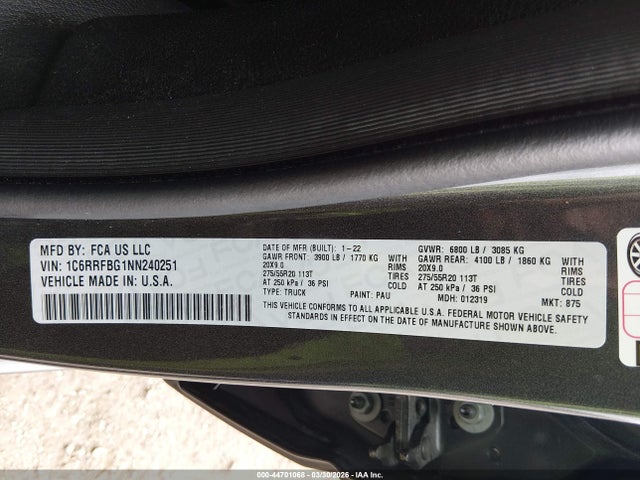 MFD BY: FCA US LLC
VIN: 1C6RRFBG1NN240251
VEHICLE MADE IN: U.S.A.
DATE OF MFR (BUILT): 1-22
GAWR FRONT: 3900 LB / 1770 KG WITH
20X9.0 RIMS
275/55R20 113T TIRES
AT 250 kPa / 36 PSI COLD
TYPE: TRUCK PAINT: PAU
GVWR: 6800 LB / 3085 KG
GAWR REAR: 4100 LB / 1860 KG WITH
20X9.0 RIMS
275/55R20 113T TIRES
AT 250 kPa / 36 PSI COLD
MDH: 012319 MKT: 875
THIS VEHICLE CONFORMS TO ALL APPLICABLE U.S.A. FEDERAL MOTOR VEHICLE SAFETY
STANDARDS IN EFFECT ON THE DATE OF MANUFACTURE SHOWN ABOVE.
000-44701068 - 03/30/2026 - IAA Inc.